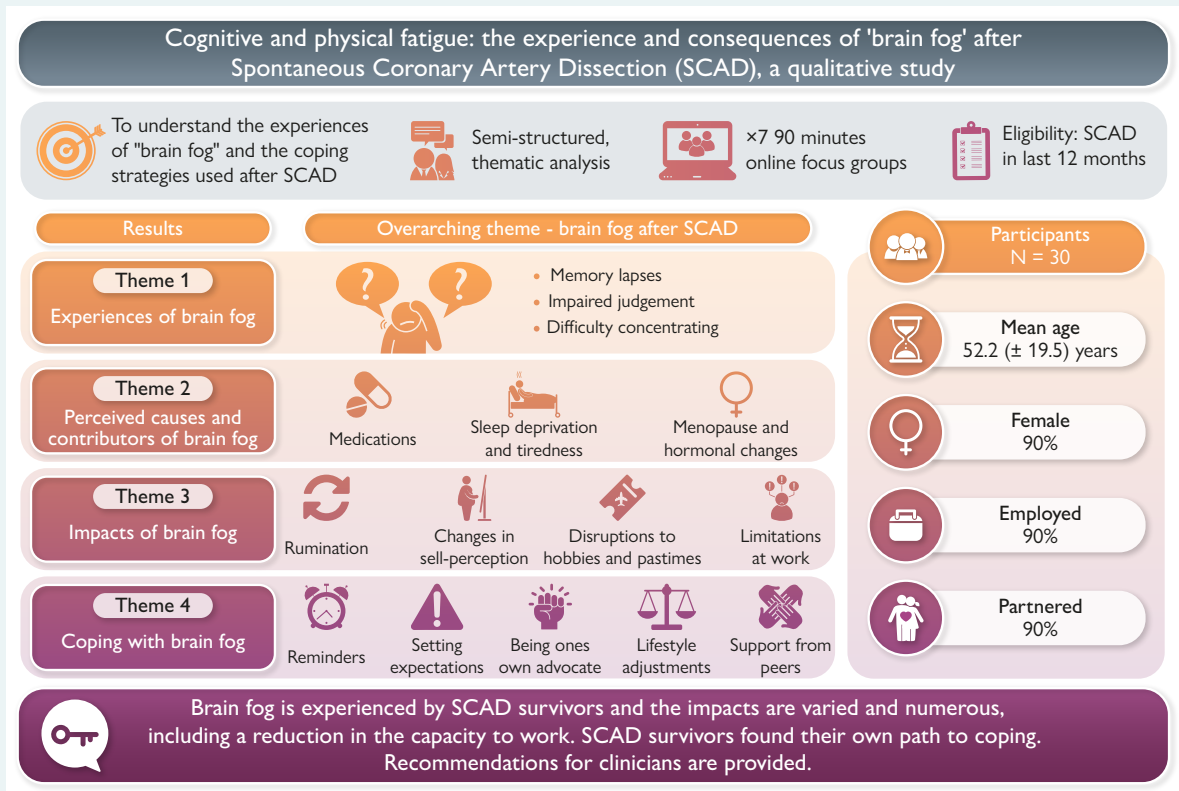 Cognitive and physical fatigue: the experience and consequences of 'brain fog' after
Spontaneous Coronary Artery Dissection (SCAD), a qualitative study
To understand the experiences
of "brain fog" and the coping
strategies used after SCAD
Semi-structured,
thematic analysis
×7 90 minutes
online focus groups
Eligibility: SCAD
in last 12 months
Results
Overarching theme - brain fog after SCAD
Theme 1
Experiences of brain fog
? ?
• Memory lapses
• Impaired judgement
• Difficulty concentrating
Theme 2
Perceived causes and
contributors of brain fog
Medications
Sleep deprivation
and tiredness
Menopause and
hormonal changes
Theme 3
Impacts of brain fog
Rumination
Changes in
self-perception
Disruptions to
hobbies and pastimes
Limitations
at work
Theme 4
Coping with brain fog
Reminders
Setting
expectations
Being ones
own advocate
Lifestyle
adjustments
Support from
peers
Participants
N = 30
Mean age
52.2 (± 19.5) years
Female
90%
Employed
90%
Partnered
90%
Brain fog is experienced by SCAD survivors and the impacts are varied and numerous,
including a reduction in the capacity to work. SCAD survivors found their own path to coping.
Recommendations for clinicians are provided.